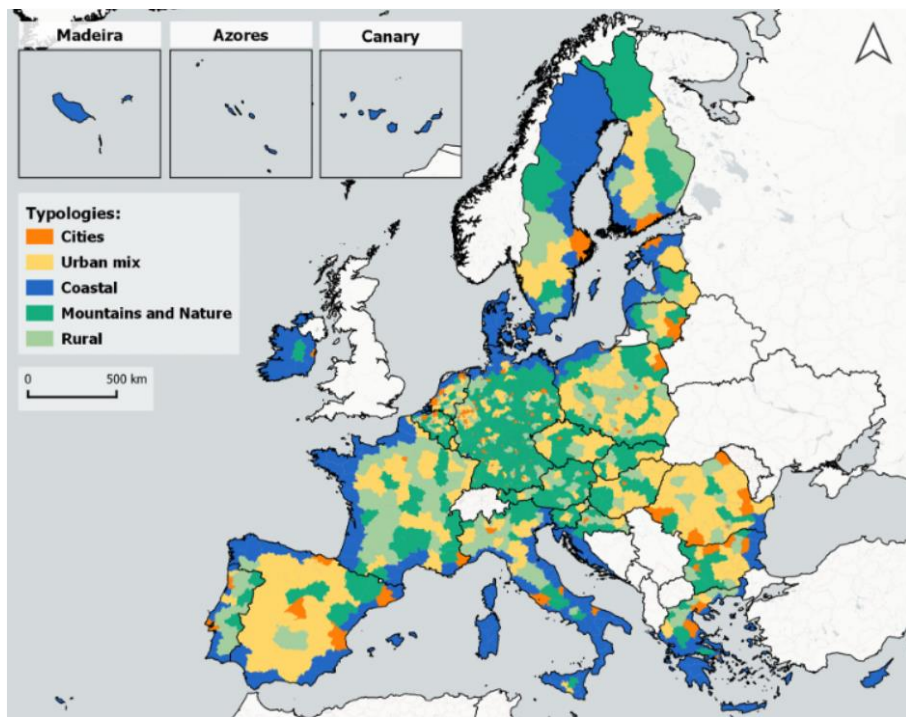 Madeira
Azores
Canary
Typologies:
Cities
Urban mix
Coastal
Mountains and Nature
Rural
0 500 km